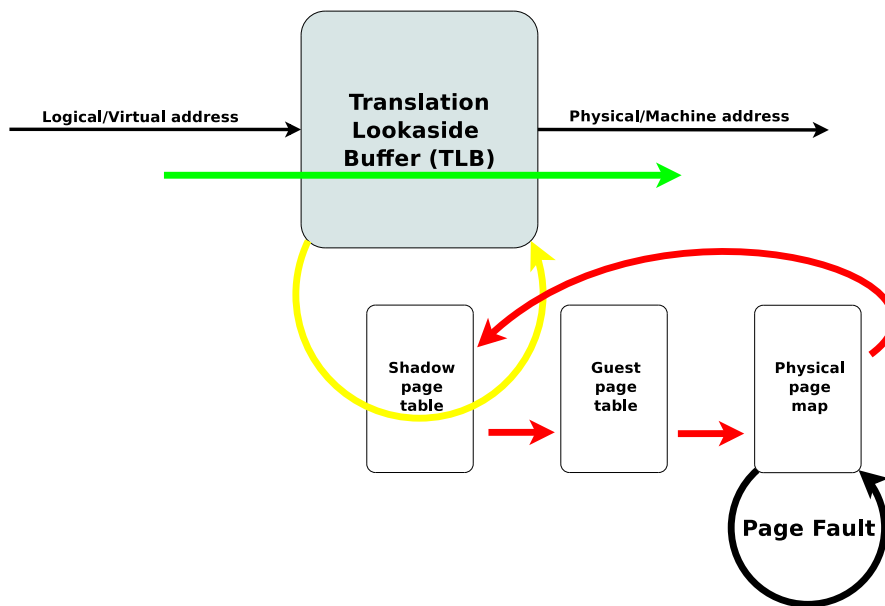 Logical/Virtual address
Translation
Lookaside
Buffer (TLB)
Physical/Machine address
Shadow
page
table
Guest
page
table
Physical
page
map
Page Fault